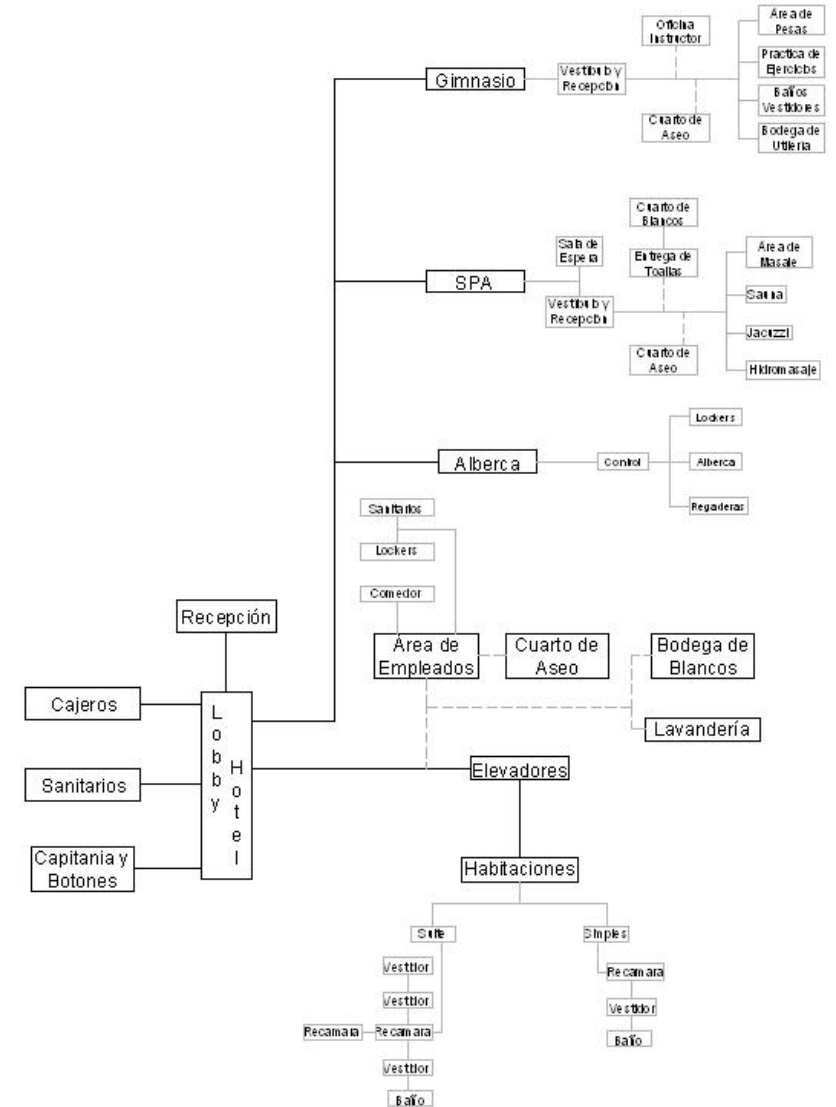 Oficina
Instructor
Área de
Pesas
Practica de
Ejercicios
Gimnasio
Vestibulo y
Recepción
Baños
Vestidores
Cuarto de
Aseo
Bodega de
Utileria
Cuarto de
Blancos
Sala de
Espera
Entrega de
Toallas
Área de
Masaje
SPA
Vestibulo y
Recepción
Sauna
Jacuzzi
Cuarto de
Aseo
Hidromasaje
Lockers
Alberca
Control
Alberca
Regaderas
Sanitarios
Lockers
Comedor
Recepción
Área de
Empleados
Cuarto de
Aseo
Bodega de
Blancos
Cajeros
Lobby
Hotel
Lavandería
Sanitarios
Elevadores
Capitania y
Botones
Habitaciones
Suite
Simples
Vestidor
Recamara
Vestidor
Vestidor
Recamara
Recamara
Baño
Vestidor
Baño